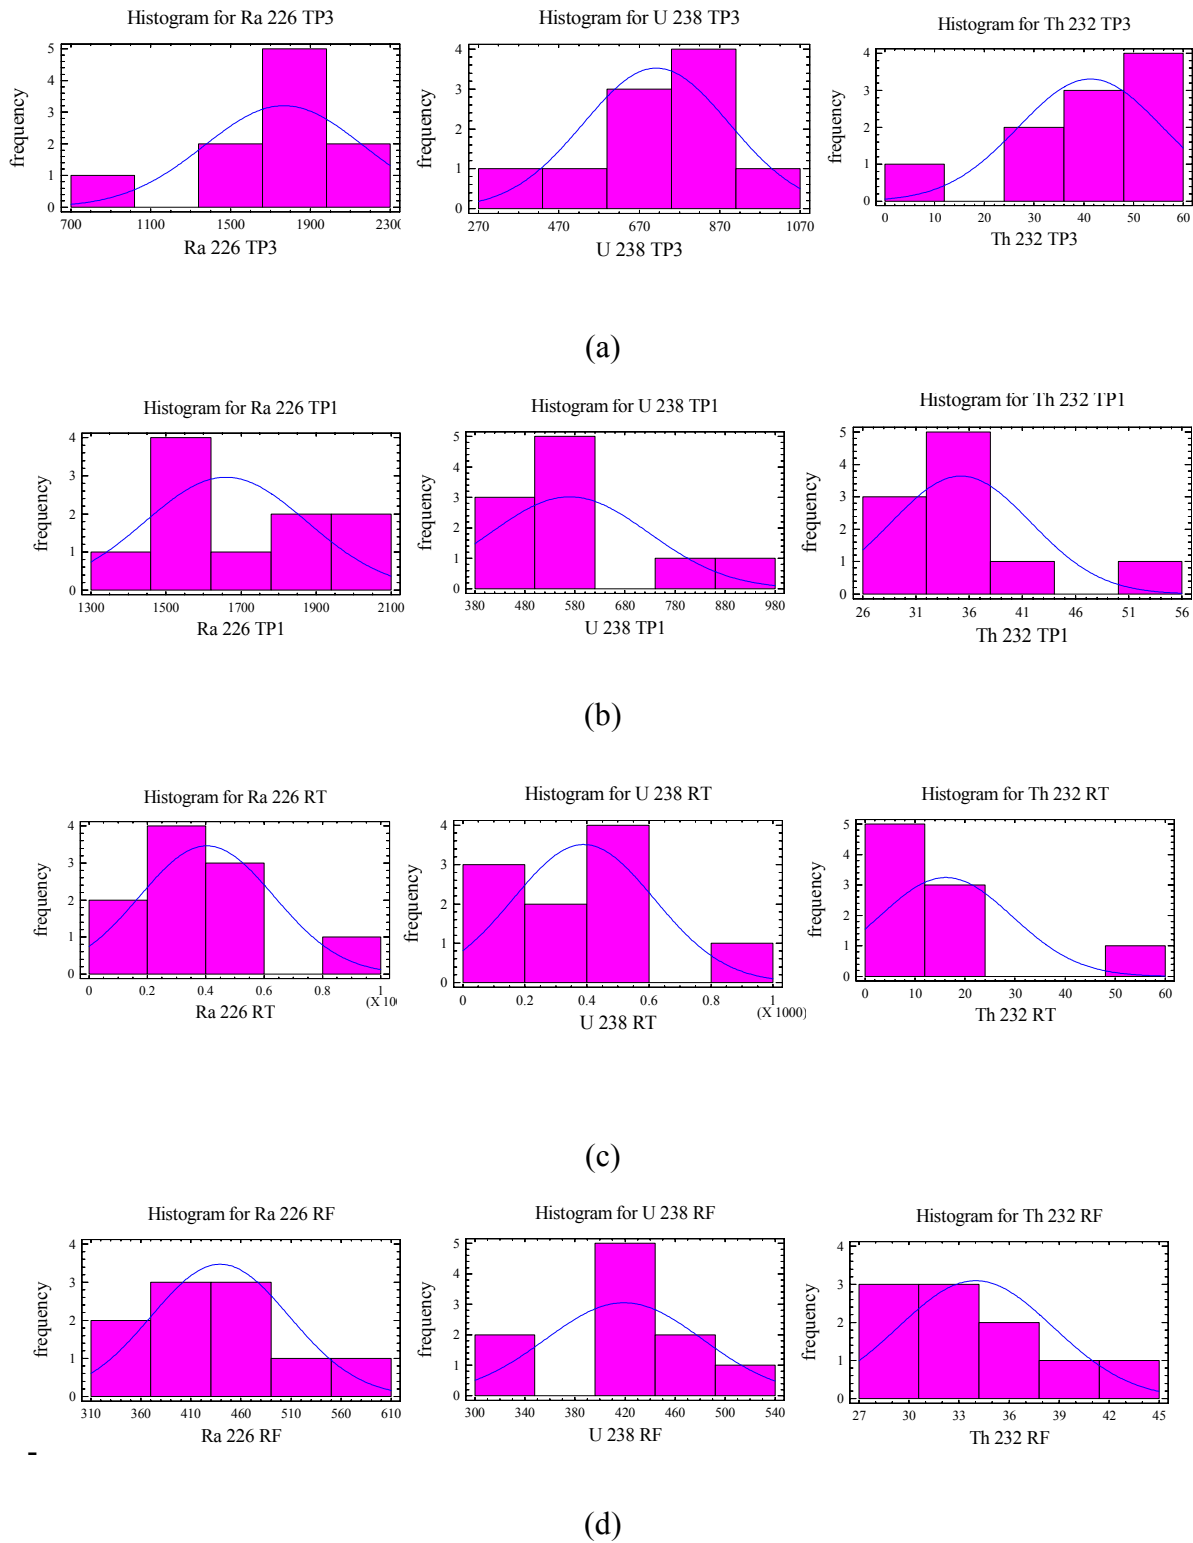 Histogram for Ra 226 TP3
frequency
5
4
3
2
1
0
700 1100 1500 1900 2300
Ra 226 TP3
Histogram for U 238 TP3
frequency
4
3
2
1
0
270 470 670 870 1070
U 238 TP3
Histogram for Th 232 TP3
frequency
4
3
2
1
0
0 10 20 30 40 50 60
Th 232 TP3
(a)
Histogram for Ra 226 TP1
frequency
4
3
2
1
0
1300 1500 1700 1900 2100
Ra 226 TP1
Histogram for U 238 TP1
frequency
5
4
3
2
1
0
380 480 580 680 780 880 980
U 238 TP1
Histogram for Th 232 TP1
frequency
5
4
3
2
1
0
26 31 36 41 46 51 56
Th 232 TP1
(b)
Histogram for Ra 226 RT
frequency
4
3
2
1
0
0 0.2 0.4 0.6 0.8 1
(X 10
Ra 226 RT
Histogram for U 238 RT
frequency
4
3
2
1
0
0 0.2 0.4 0.6 0.8 1
(X 1000)
U 238 RT
Histogram for Th 232 RT
frequency
5
4
3
2
1
0
0 10 20 30 40 50 60
Th 232 RT
(c)
Histogram for Ra 226 RF
frequency
4
3
2
1
0
310 360 410 460 510 560 610
Ra 226 RF
Histogram for U 238 RF
frequency
5
4
3
2
1
0
300 340 380 420 460 500 540
U 238 RF
Histogram for Th 232 RF
frequency
4
3
2
1
0
27 30 33 36 39 42 45
Th 232 RF
-
(d)